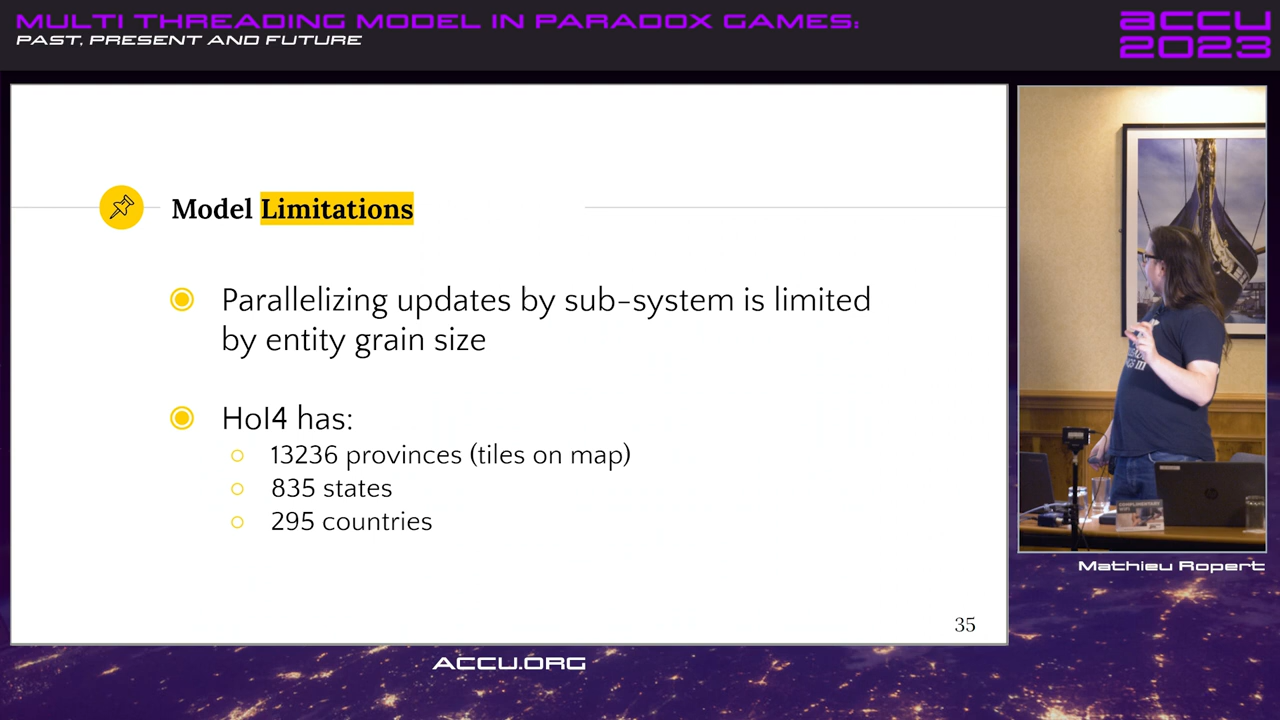 MULTI THREADING MODEL IN PARADOX GAMES:
PAST, PRESENT AND FUTURE
accu
2023
Model Limitations
Parallelizing updates by sub-system is limited
by entity grain size
HoI4 has:
13236 provinces (tiles on map)
835 states
295 countries
35
Mathieu Ropert
ACCU.ORG